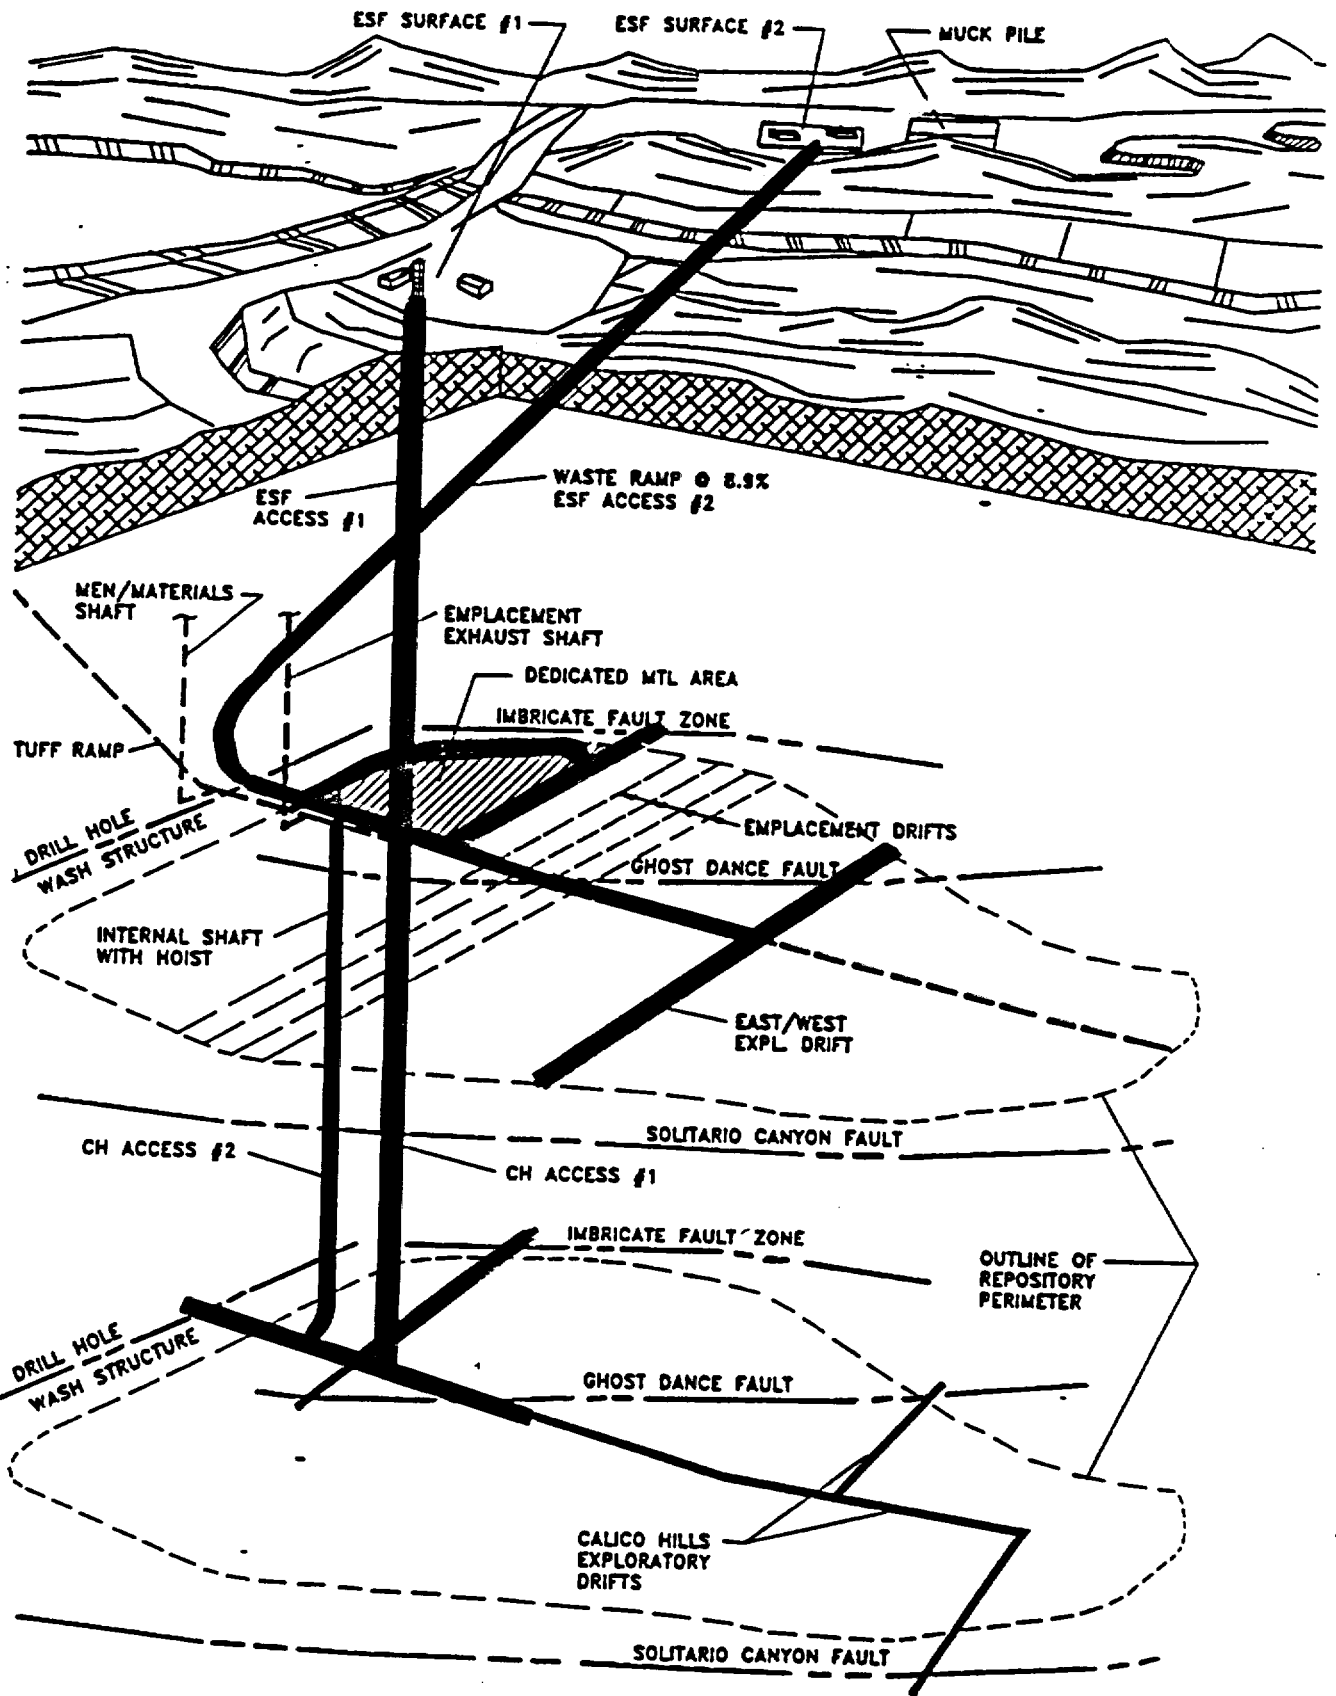 ESF SURFACE #1
ESF SURFACE #2
MUCK PILE
ESF
ACCESS #1
WASTE RAMP @ 8.9%
ESF ACCESS #2
MEN/MATERIALS
SHAFT
EMPLACEMENT
EXHAUST SHAFT
DEDICATED MTL AREA
IMBRICATE FAULT ZONE
TUFF RAMP
DRILL HOLE
WASH STRUCTURE
EMPLACEMENT DRIFTS
GHOST DANCE FAULT
INTERNAL SHAFT
WITH HOIST
EAST/WEST
EXPL. DRIFT
SOLITARIO CANYON FAULT
CH ACCESS #2
CH ACCESS #1
IMBRICATE FAULT ZONE
OUTLINE OF
REPOSITORY
PERIMETER
DRILL HOLE
WASH STRUCTURE
GHOST DANCE FAULT
CALICO HILLS
EXPLORATORY
DRIFTS
SOLITARIO CANYON FAULT